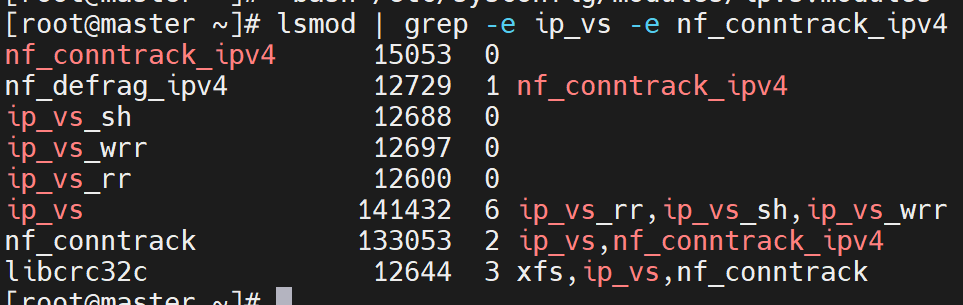 [root@master ~]# lsmod | grep -e ip_vs -e nf_conntrack_ipv4
nf_conntrack_ipv4      15053  0
nf_defrag_ipv4         12729  1 nf_conntrack_ipv4
ip_vs_sh               12688  0
ip_vs_wrr              12697  0
ip_vs_rr               12600  0
ip_vs                 141432  6 ip_vs_rr,ip_vs_sh,ip_vs_wrr
nf_conntrack          133053  2 ip_vs,nf_conntrack_ipv4
libcrc32c              12644  3 xfs,ip_vs,nf_conntrack
[root@master ~]#